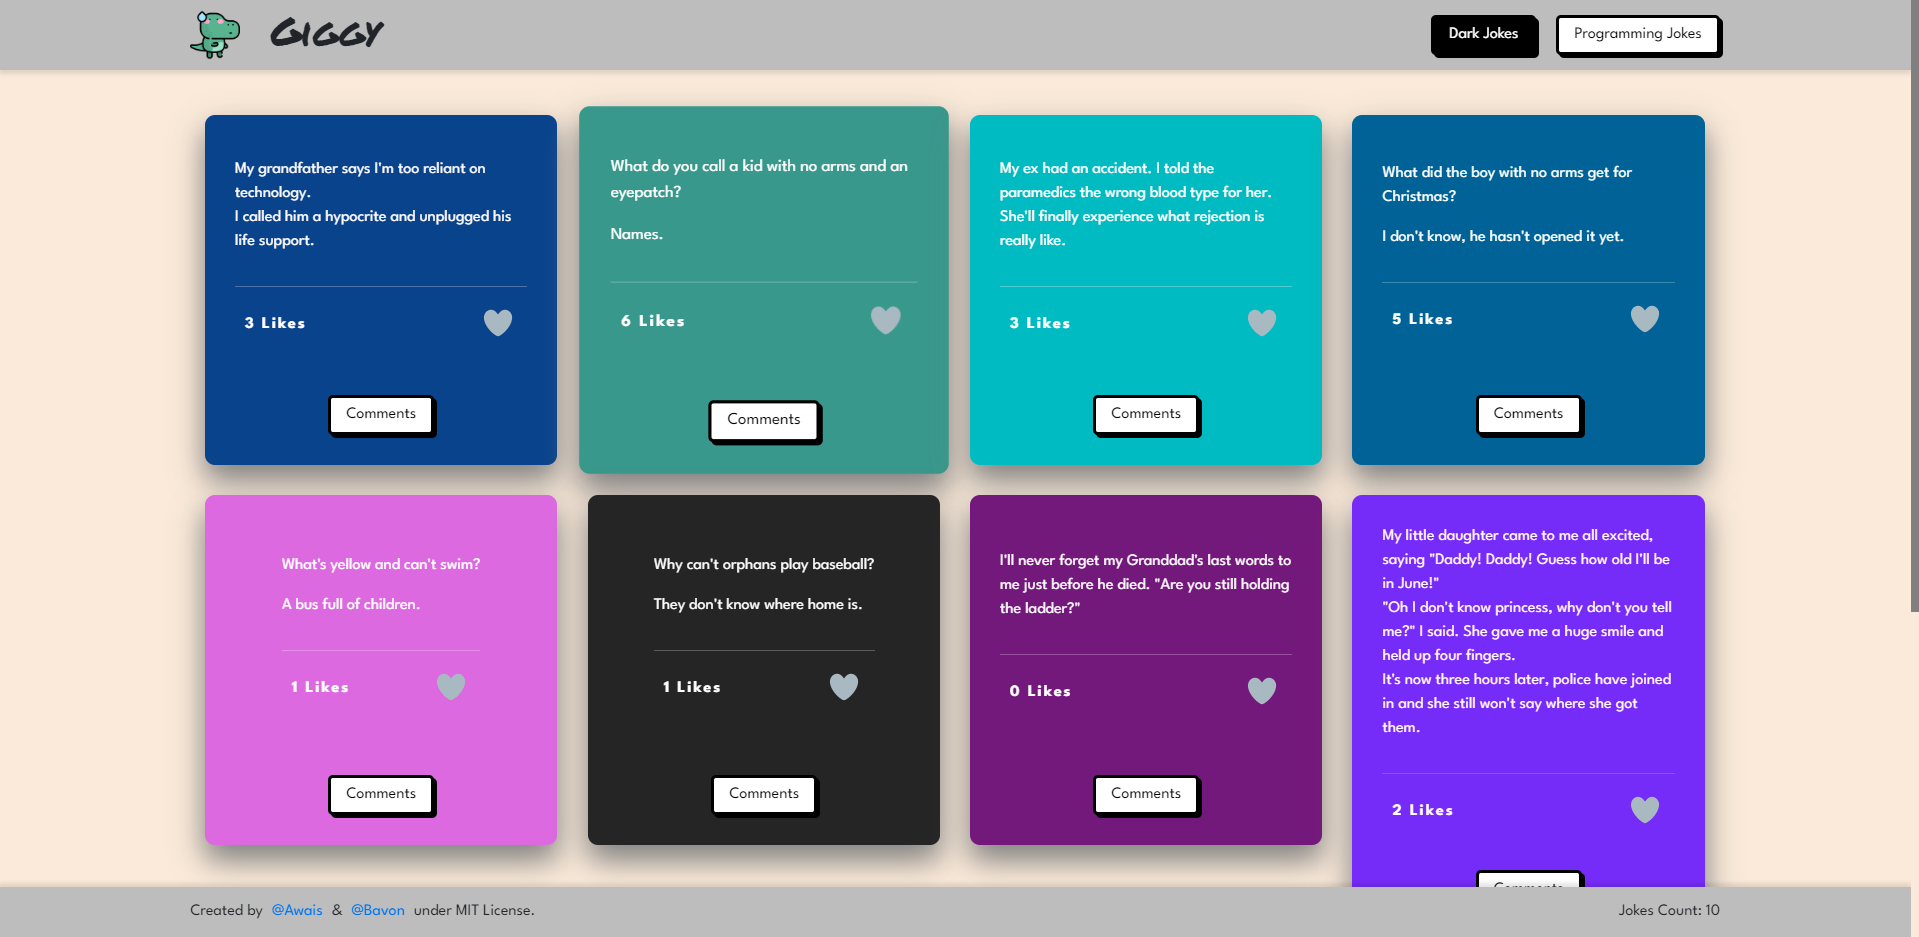 Giggy
Dark Jokes
Programming Jokes
My grandfather says I'm too reliant on
technology.
I called him a hypocrite and unplugged his
life support.
3 Likes
Comments
What do you call a kid with no arms and an
eyepatch?
Names.
6 Likes
Comments
My ex had an accident. I told the
paramedics the wrong blood type for her.
She'll finally experience what rejection is
really like.
3 Likes
Comments
What did the boy with no arms get for
Christmas?
I don't know, he hasn't opened it yet.
5 Likes
Comments
What's yellow and can't swim?
A bus full of children.
1 Likes
Comments
Why can't orphans play baseball?
They don't know where home is.
1 Likes
Comments
I'll never forget my Granddad's last words to
me just before he died. "Are you still holding
the ladder?"
0 Likes
Comments
My little daughter came to me all excited,
saying "Daddy! Daddy! Guess how old I'll be
in June!"
"Oh I don't know princess, why don't you tell
me?" I said. She gave me a huge smile and
held up four fingers.
It's now three hours later, police have joined
in and she still won't say where she got
them.
2 Likes
Comments
Created by @Awais & @Bavon under MIT License.
Jokes Count: 10